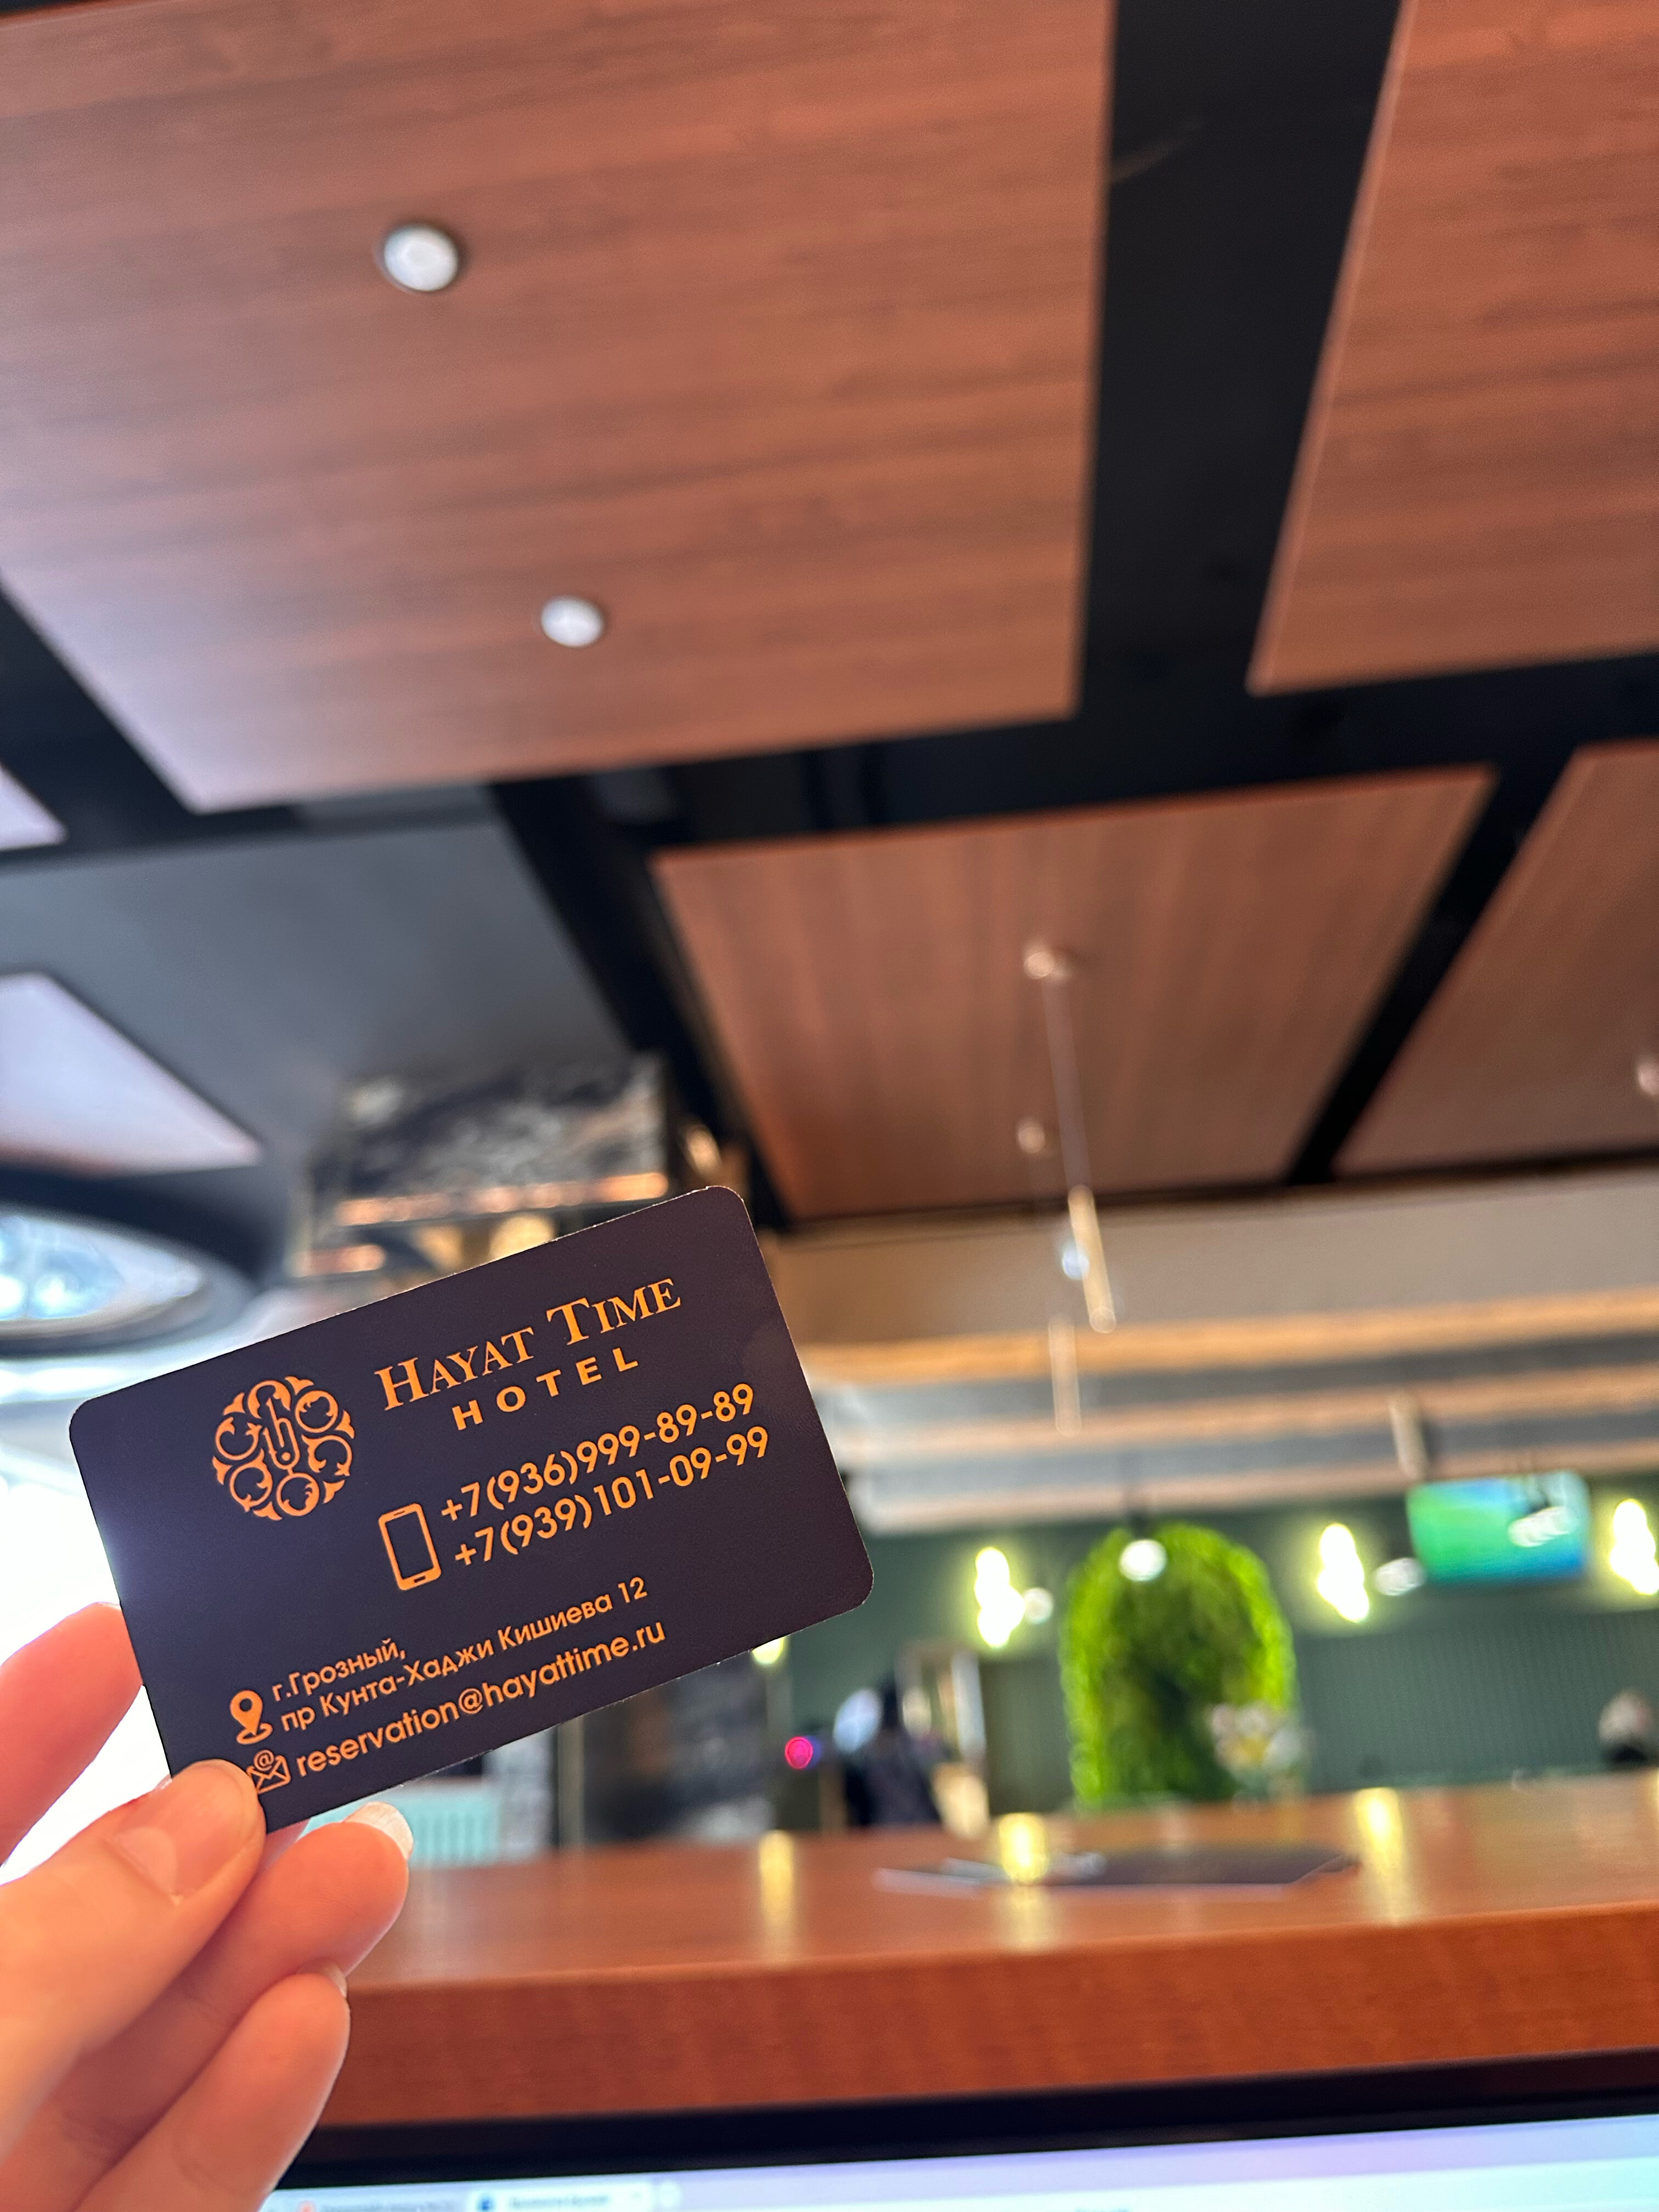 HAYAT TIME
HOTEL
+7(936)999-89-89
+7(939)101-09-99
г.Грозный,
пр Кунта-Хаджи Кишиева 12
reservation@hayattime.ru